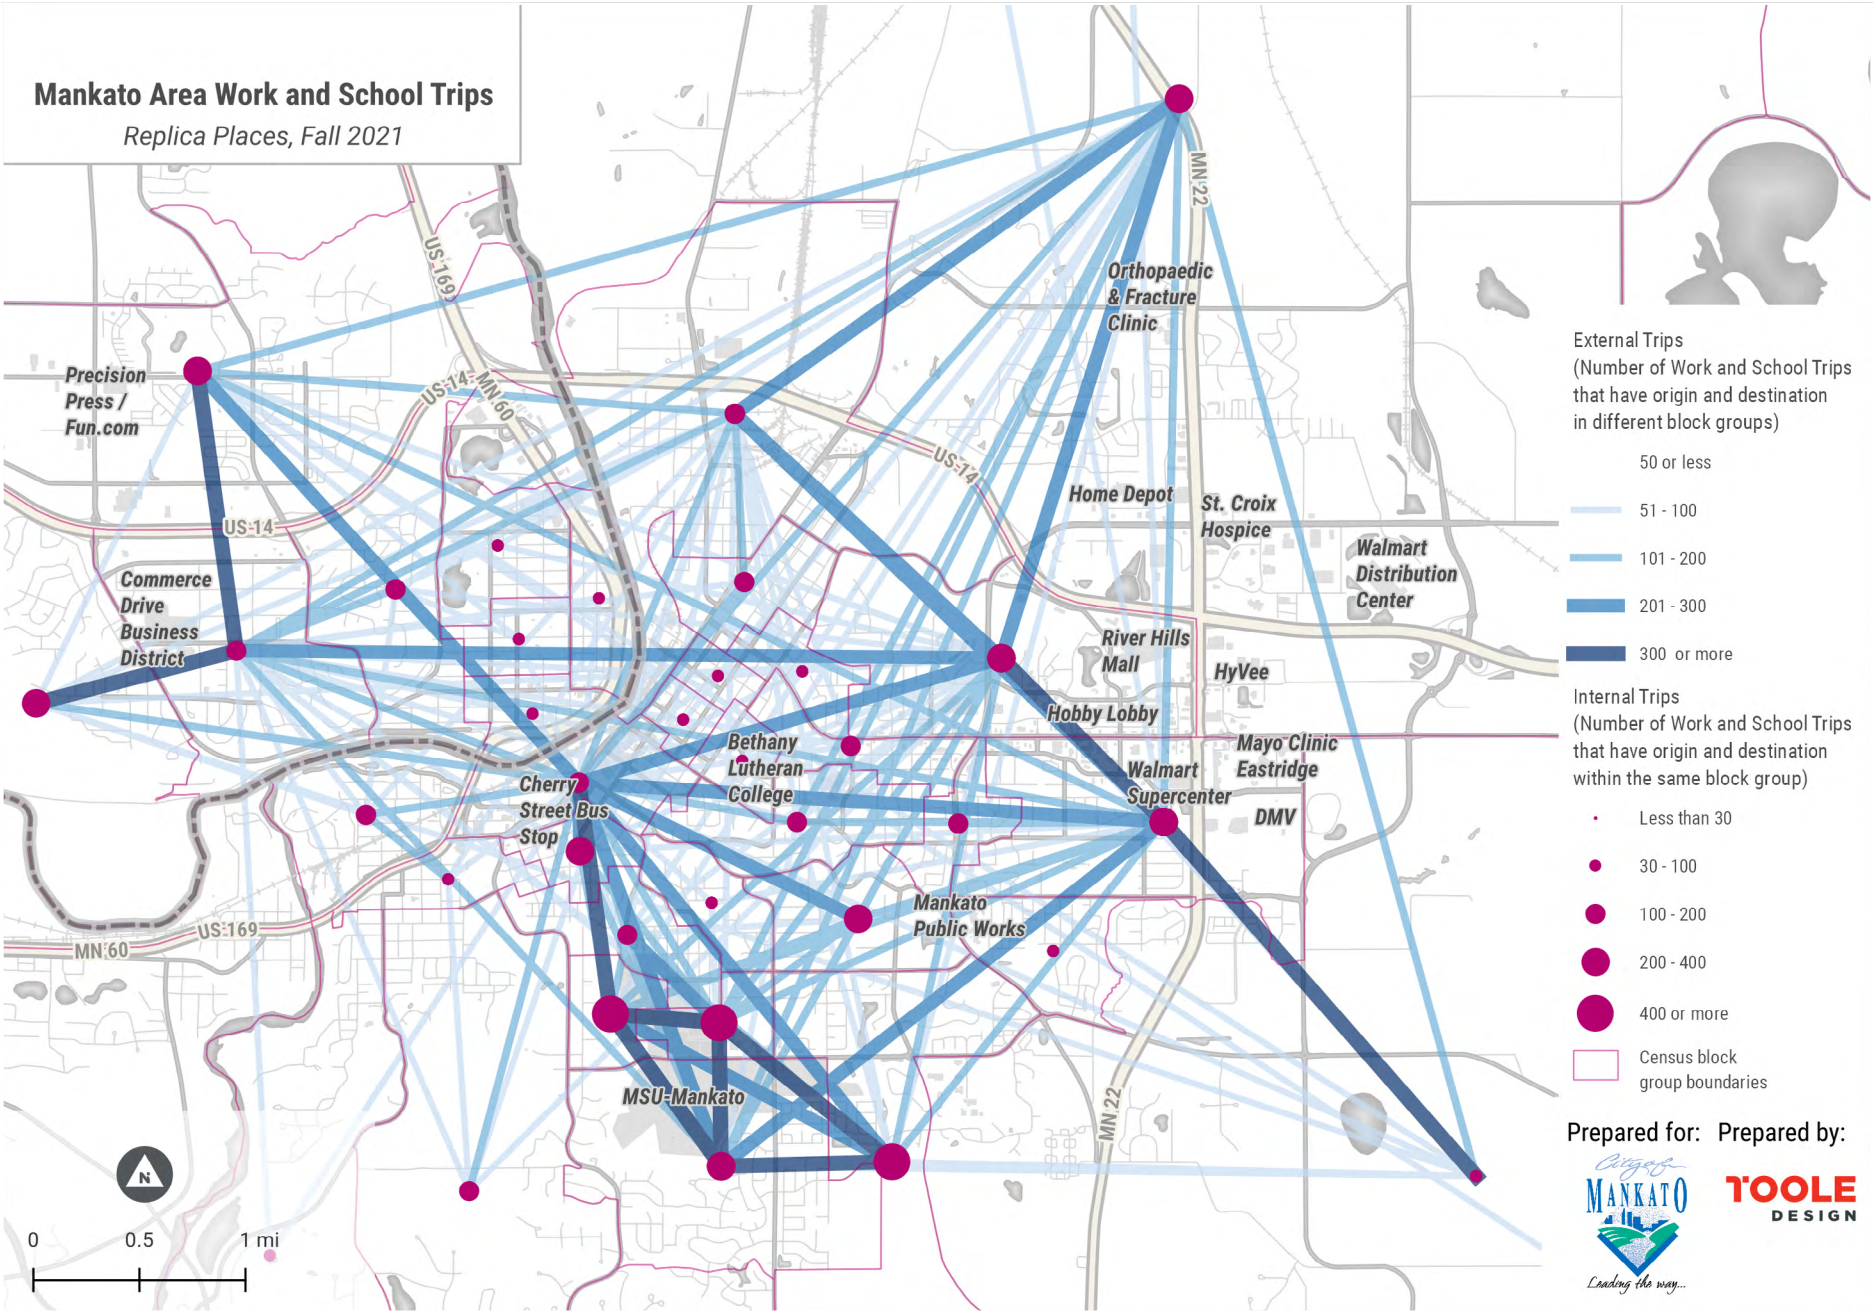 Mankato Area Work and School Trips
Replica Places, Fall 2021
MN 22
US 169
Orthopaedic
& Fracture
Clinic
Precision
Press /
Fun.com
US-14
MN 60
US-14
Home Depot
St. Croix
Hospice
US 14
Walmart
Distribution
Center
Commerce
Drive
Business
District
River Hills
Mall
HyVee
Hobby Lobby
Bethany
Lutheran
College
Mayo Clinic
Eastridge
Walmart
Supercenter
DMV
Cherry
Street Bus
Stop
Mankato
Public Works
US-169
MN 60
MSU-Mankato
MN 22
N
0 0.5 1 mi
External Trips
(Number of Work and School Trips
that have origin and destination
in different block groups)
50 or less
51 - 100
101 - 200
201 - 300
300 or more
Internal Trips
(Number of Work and School Trips
that have origin and destination
within the same block group)
Less than 30
30 - 100
100 - 200
200 - 400
400 or more
Census block
group boundaries
Prepared for: Prepared by:
City of
MANKATO
Leading the way...
TOOLE
DESIGN